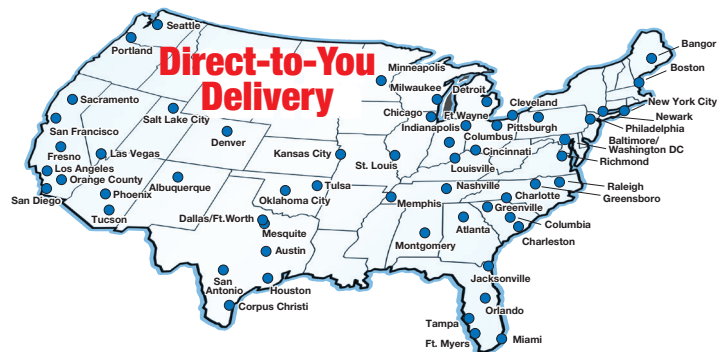 Seattle
Portland
Direct-to-You
Delivery
Minneapolis
Milwaukee
Detroit
Bangor
Boston
Sacramento
Salt Lake City
Chicago
Ft.Wayne
Cleveland
New York City
Newark
San Francisco
Denver
Indianapolis
Columbus
Pittsburgh
Philadelphia
Baltimore/
Washington DC
Fresno
Las Vegas
Kansas City
St. Louis
Cincinnati
Louisville
Richmond
Los Angeles
Orange County
San Diego
Phoenix
Albuquerque
Tulsa
Oklahoma City
Nashville
Memphis
Raleigh
Greensboro
Charlotte
Greenville
Tucson
Dallas/Ft.Worth
Mesquite
Atlanta
Columbia
Charleston
Montgomery
Austin
San
Antonio
Houston
Jacksonville
Corpus Christi
Orlando
Tampa
Ft. Myers
Miami